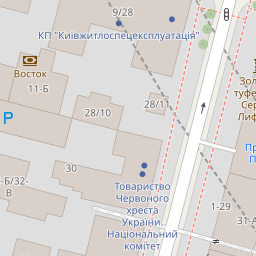 9/28
КП "Київжитлоспецексплуатація"
Восток
11-Б
P
28/10
28/11
Зол
туфе
Сер
Лиф
30
Пр
П
Б/32-
В
Товариство
Червоного
хреста
України.
Національний
комітет
1-29
31-А